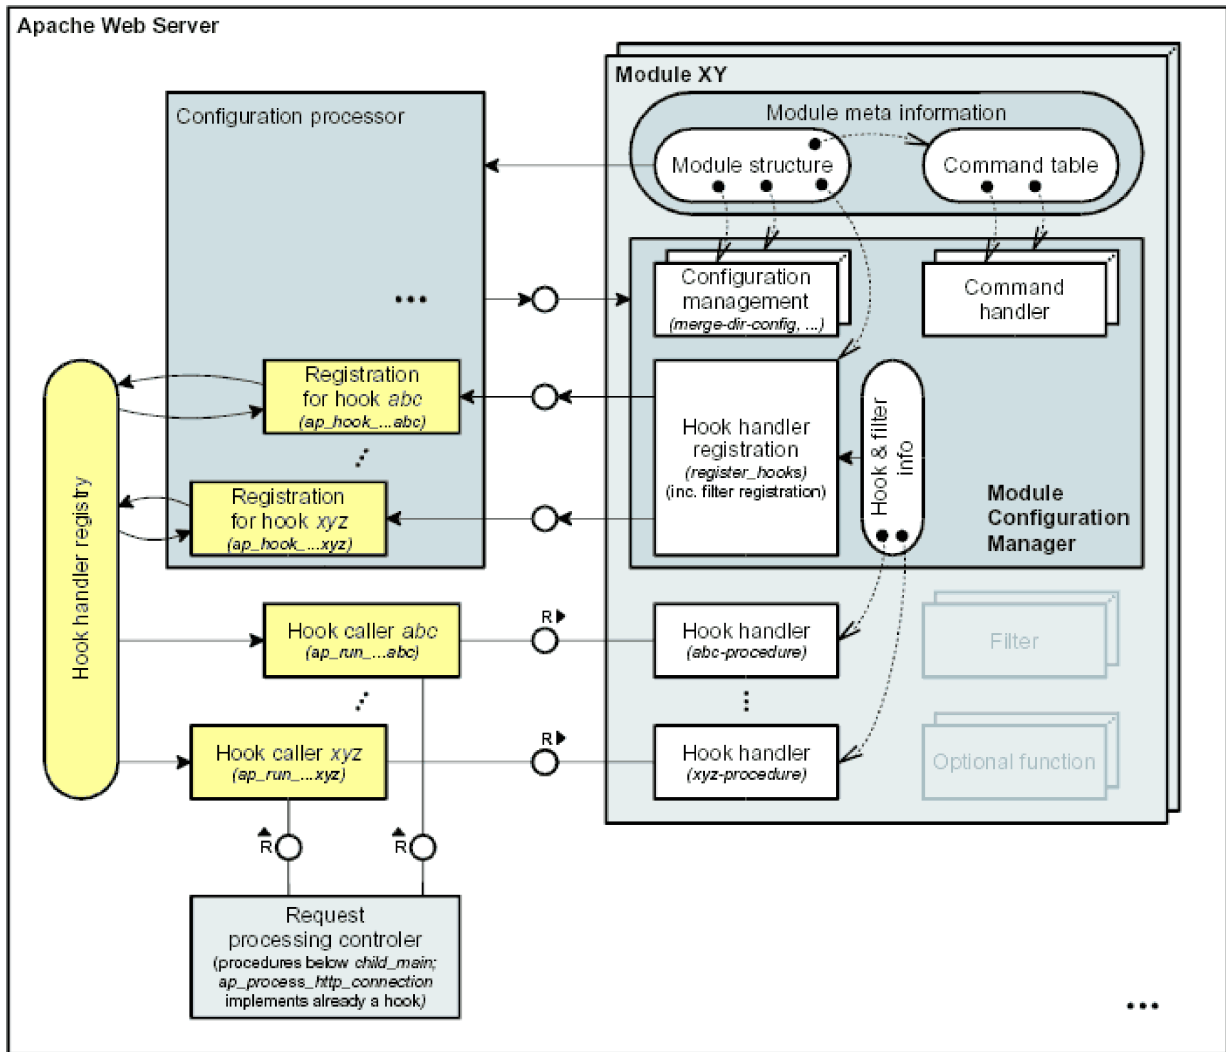 Apache Web Server
Module XY
Configuration processor
Module meta information
Module structure
Command table
Configuration
management
(merge-dir-config, ...)
Command
handler
...
Registration
for hook abc
(ap_hook_...abc)
...
Registration
for hook xyz
(ap_hook_...xyz)
Hook handler
registration
(register_hooks)
(inc. filter registration)
Hook & filter
info
Module
Configuration
Manager
Hook handler registry
Hook caller abc
(ap_run_...abc)
R
Hook handler
(abc-procedure)
Filter
...
...
Hook caller xyz
(ap_run_...xyz)
R
Hook handler
(xyz-procedure)
Optional function
R
R
Request
processing controler
(procedures below child_main;
ap_process_http_connection
implements already a hook)
...